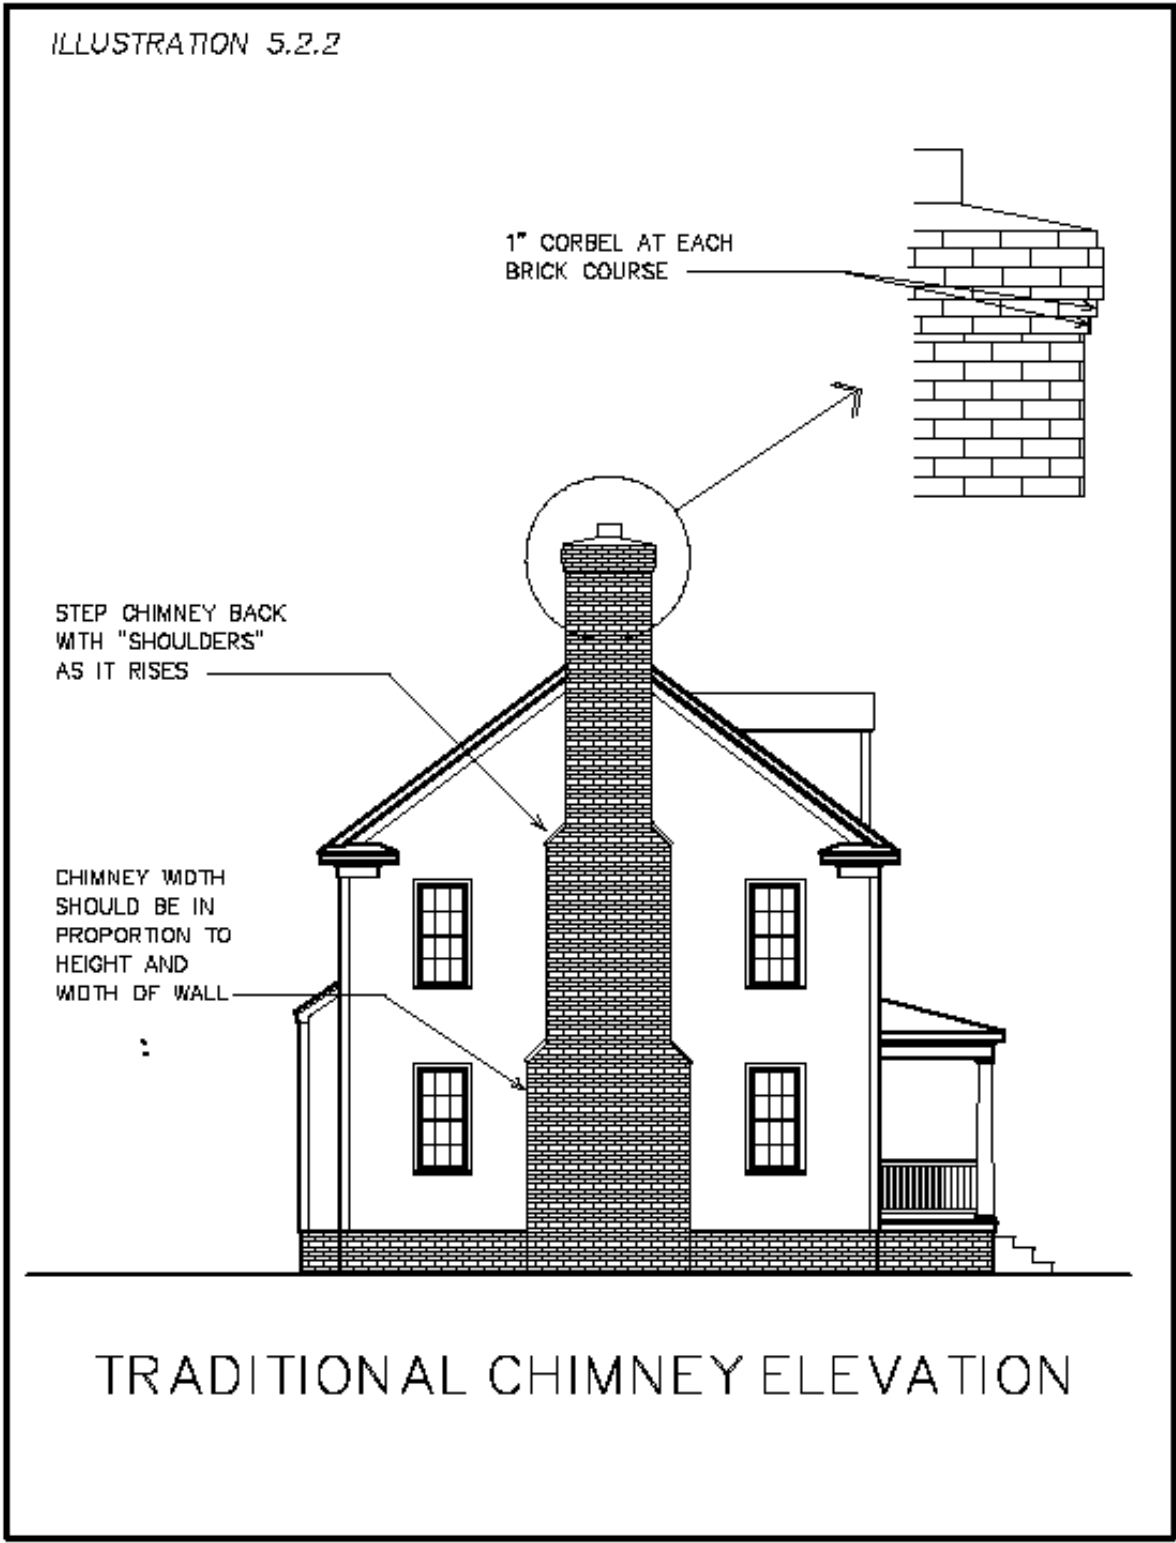 ILLUSTRATION 5.2.2
1" CORBEL AT EACH
BRICK COURSE
STEP CHIMNEY BACK
WITH "SHOULDERS"
AS IT RISES
CHIMNEY WIDTH
SHOULD BE IN
PROPORTION TO
HEIGHT AND
WIDTH OF WALL
TRADITIONAL CHIMNEY ELEVATION